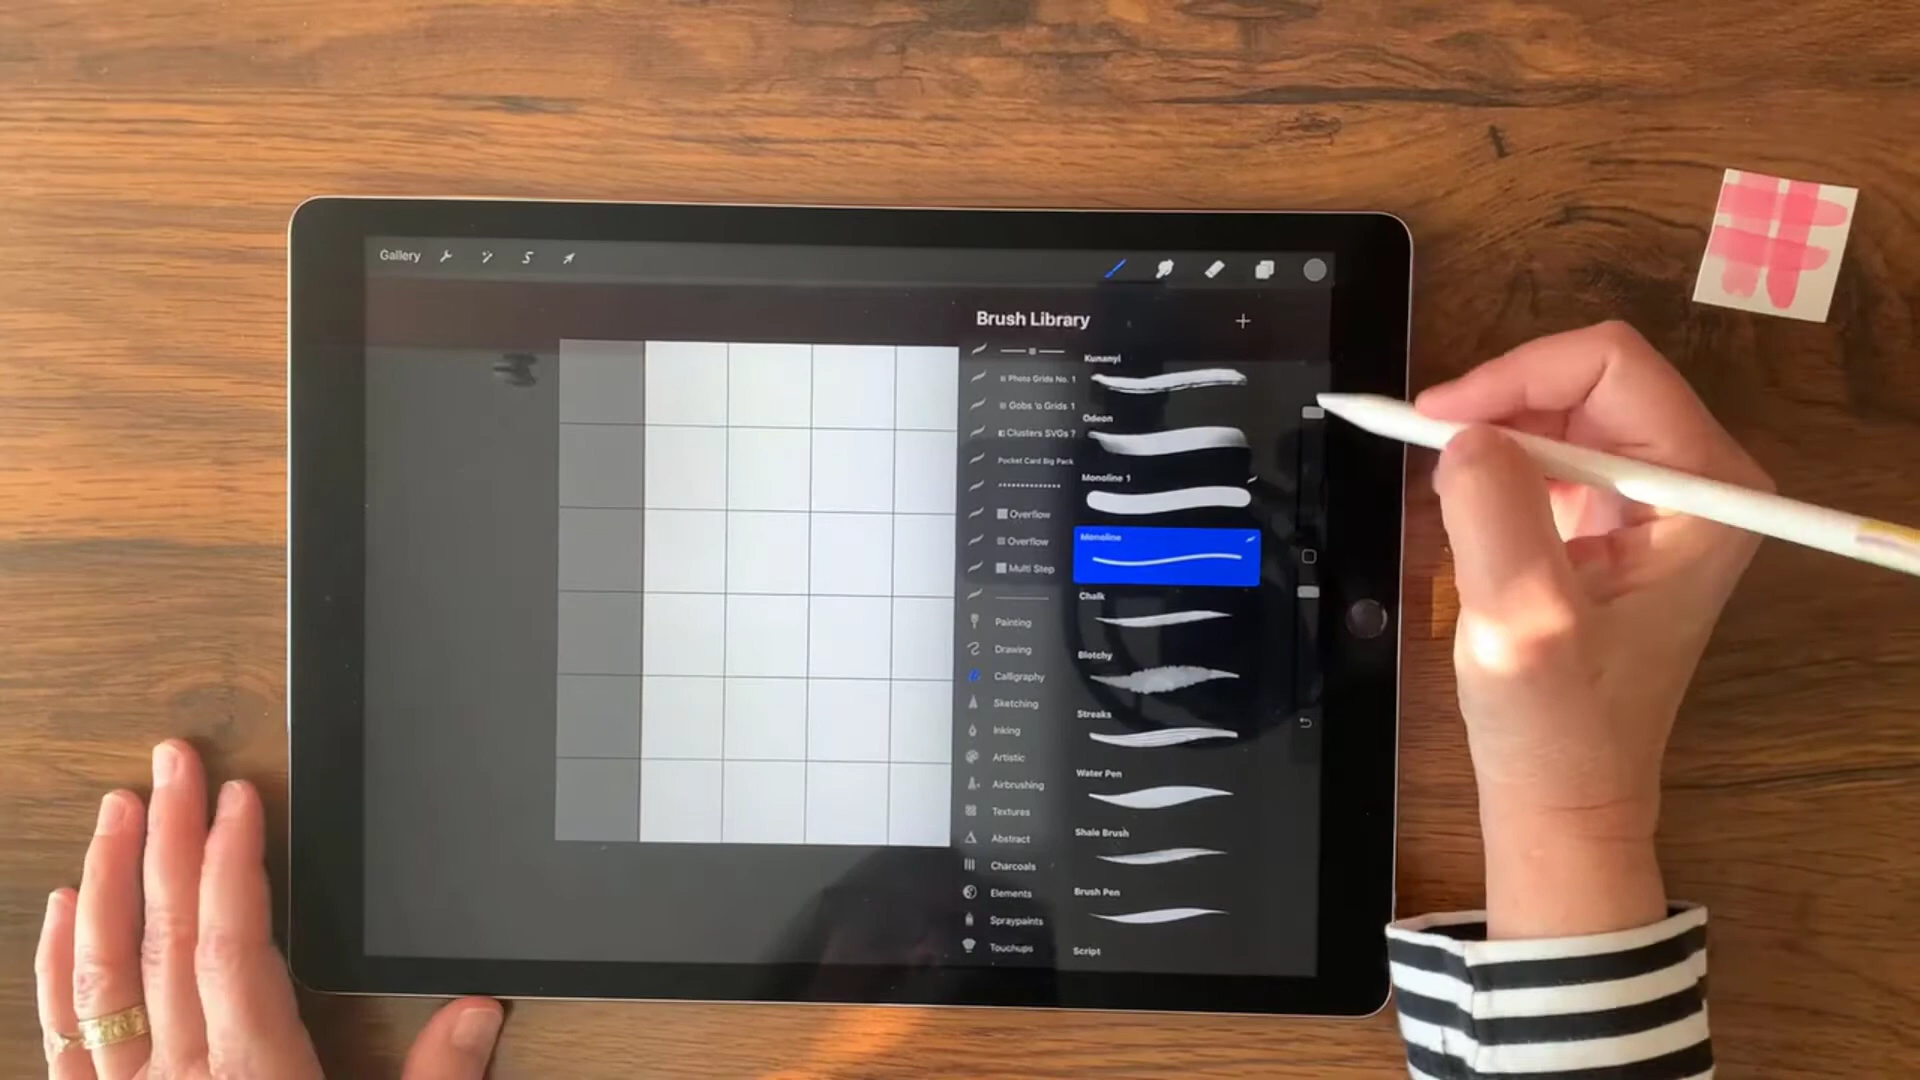 Gallery
Brush Library
Photo Grids No. 1
Gobs 'o Grids 1
Clusters SVGs ?
Pocket Card Big Pack
Overflow
Overflow
Multi Step
Painting
Drawing
Calligraphy
Sketching
Inking
Artistic
Airbrushing
Textures
Abstract
Charcoals
Elements
Spraypaints
Touchups
Kunanyi
Odeon
Monoline 1
Monoline
Chalk
Blotchy
Streaks
Water Pen
Shale Brush
Brush Pen
Script